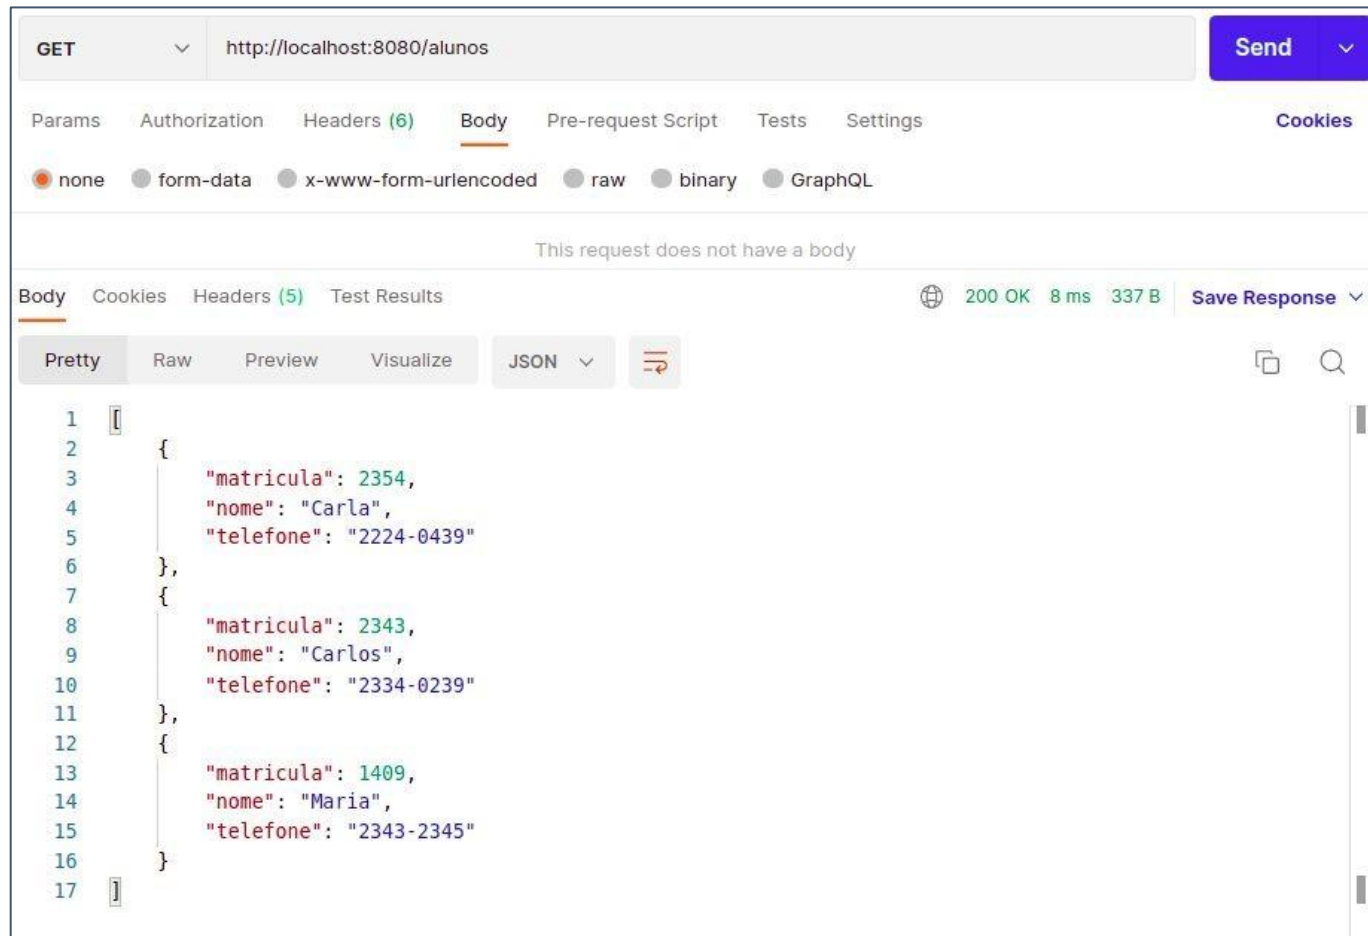 GET http://localhost:8080/alunos Send
Params Authorization Headers (6) Body Pre-request Script Tests Settings Cookies
none form-data x-www-form-urlencoded raw binary GraphQL
This request does not have a body
Body Cookies Headers (5) Test Results 200 OK 8 ms 337 B Save Response
Pretty Raw Preview Visualize JSON
1 [
2 {
3 "matricula": 2354,
4 "nome": "Carla",
5 "telefone": "2224-0439"
6 },
7 {
8 "matricula": 2343,
9 "nome": "Carlos",
10 "telefone": "2334-0239"
11 },
12 {
13 "matricula": 1409,
14 "nome": "Maria",
15 "telefone": "2343-2345"
16 }
17 ]